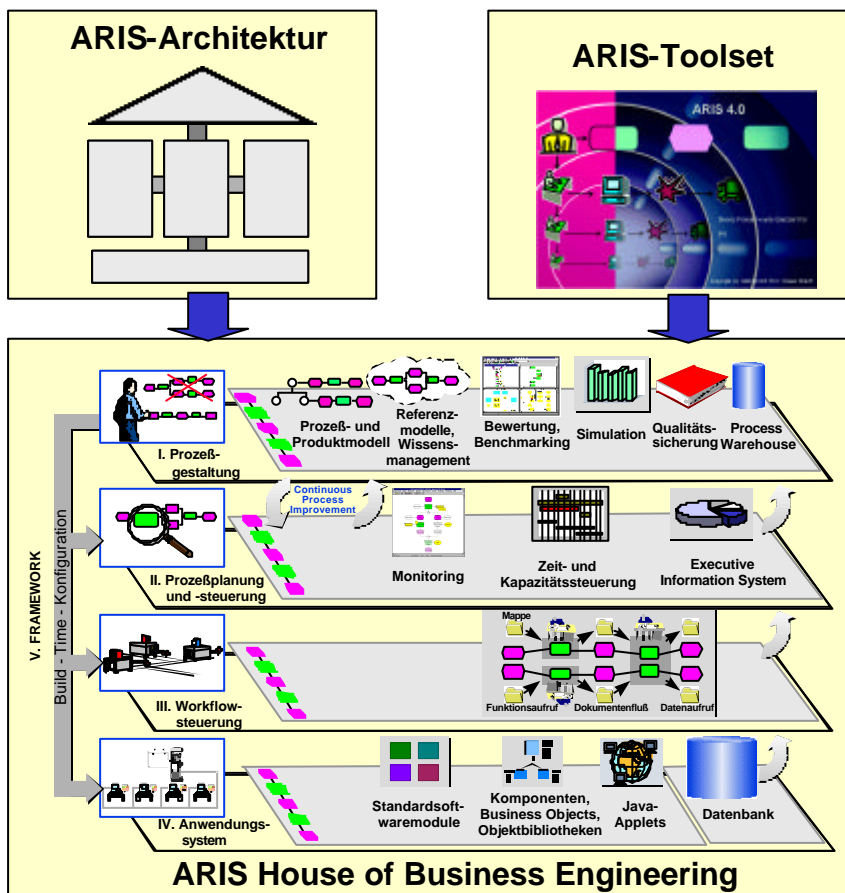 ARIS-Architektur
ARIS-Toolset
ARIS 4.0
Prozeß- und
Produktmodell
Referenz-
modelle,
Wissens-
management
Bewertung,
Benchmarking
Simulation
Qualitäts-
sicherung
Process
Warehouse
I. Prozeß-
gestaltung
Continuous
Process
Improvement
Monitoring
Zeit- und
Kapazitätssteuerung
Executive
Information System
II. Prozeßplanung
und -steuerung
V. FRAMEWORK
Build - Time - Konfiguration
Mappe
Funktionsaufruf
Dokumentenfluß
Datenaufruf
III. Workflow-
steuerung
Standardsoft-
waremodule
Komponenten,
Business Objects,
Objektbibliotheken
Java-
Applets
Datenbank
IV. Anwendungs-
system
ARIS House of Business Engineering